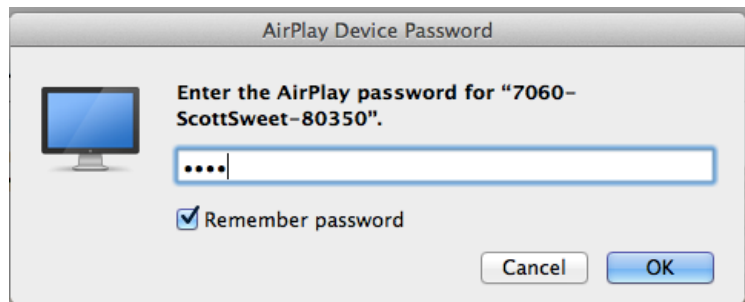 AirPlay Device Password
Enter the AirPlay password for “7060-
ScottSweet-80350”.
••••
Remember password
Cancel OK